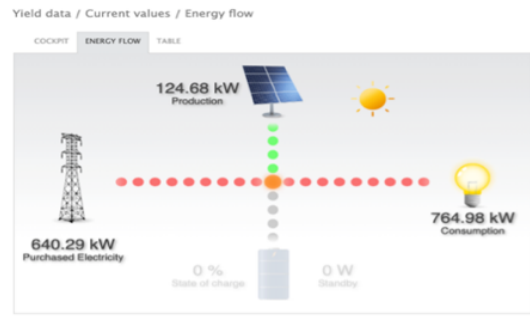 Yield data / Current values / Energy flow
COCKPIT ENERGY FLOW TABLE
124.68 kW
Production
640.29 kW
Purchased Electricity
764.98 kW
Consumption
0 % 0 W
State of charge Standby